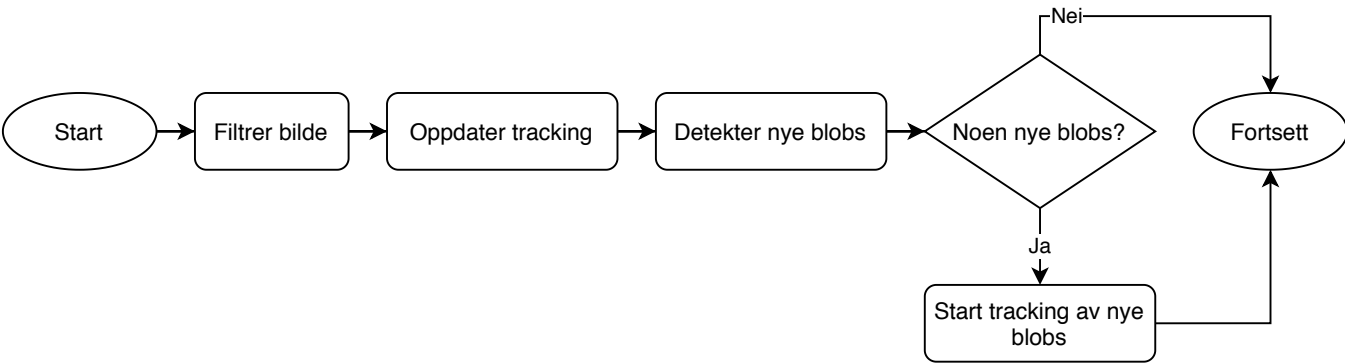 Start
Filtrer bilde
Oppdater tracking
Detekter nye blobs
Noen nye blobs?
Nei
Fortsett
Ja
Start tracking av nye
blobs